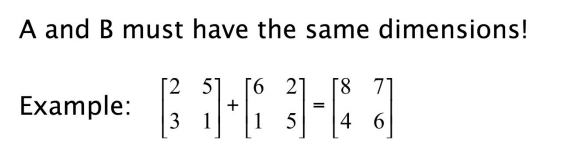 A and B must have the same dimensions!
Example: [2 5; 3 1] + [6 2; 1 5] = [8 7; 4 6]